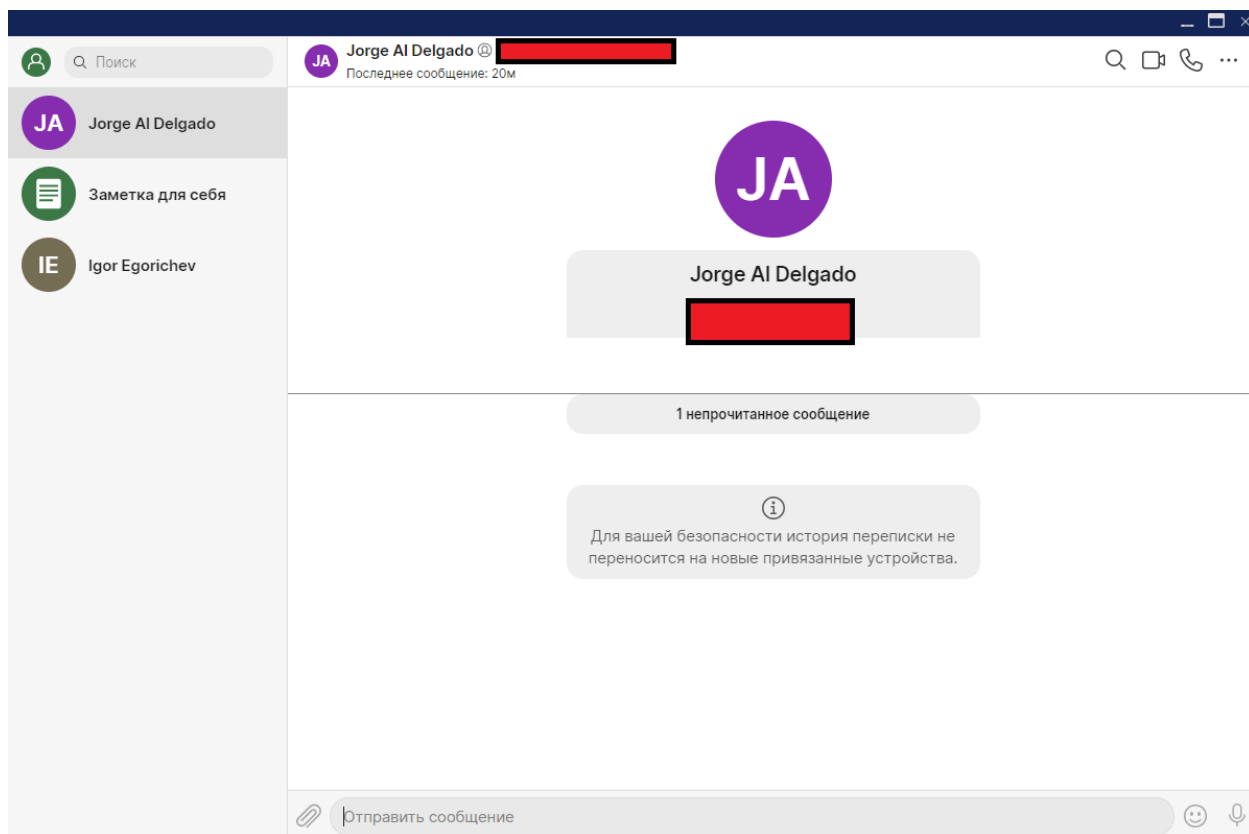 Поиск
JA
Jorge Al Delgado
Заметка для себя
IE
Igor Egorichev
JA
Jorge Al Delgado
Последнее сообщение: 20м
JA
Jorge Al Delgado
1 непрочитанное сообщение
Для вашей безопасности история переписки не
переносится на новые привязанные устройства.
Отправить сообщение